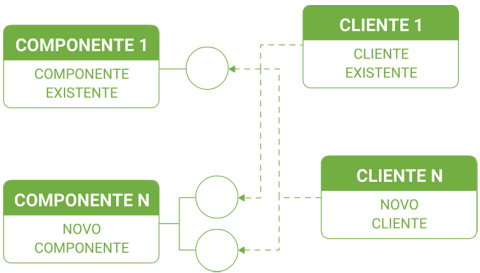 COMPONENTE 1
COMPONENTE
EXISTENTE
CLIENTE 1
CLIENTE
EXISTENTE
COMPONENTE N
NOVO
COMPONENTE
CLIENTE N
NOVO
CLIENTE